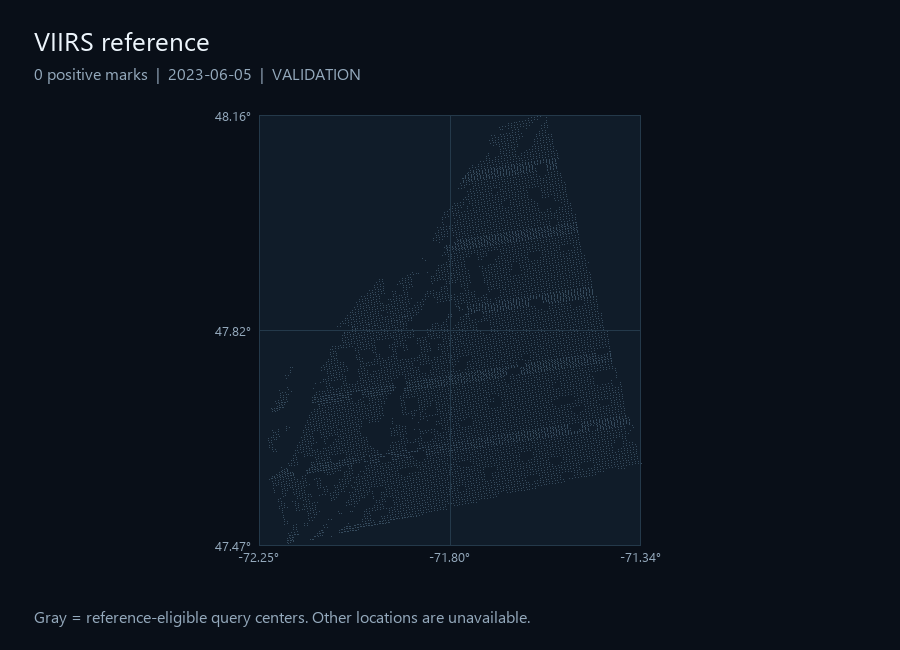 VIIRS reference
0 positive marks | 2023-06-05 | VALIDATION
48.16°
47.82°
47.47°
-72.25°
-71.80°
-71.34°
Gray = reference-eligible query centers. Other locations are unavailable.